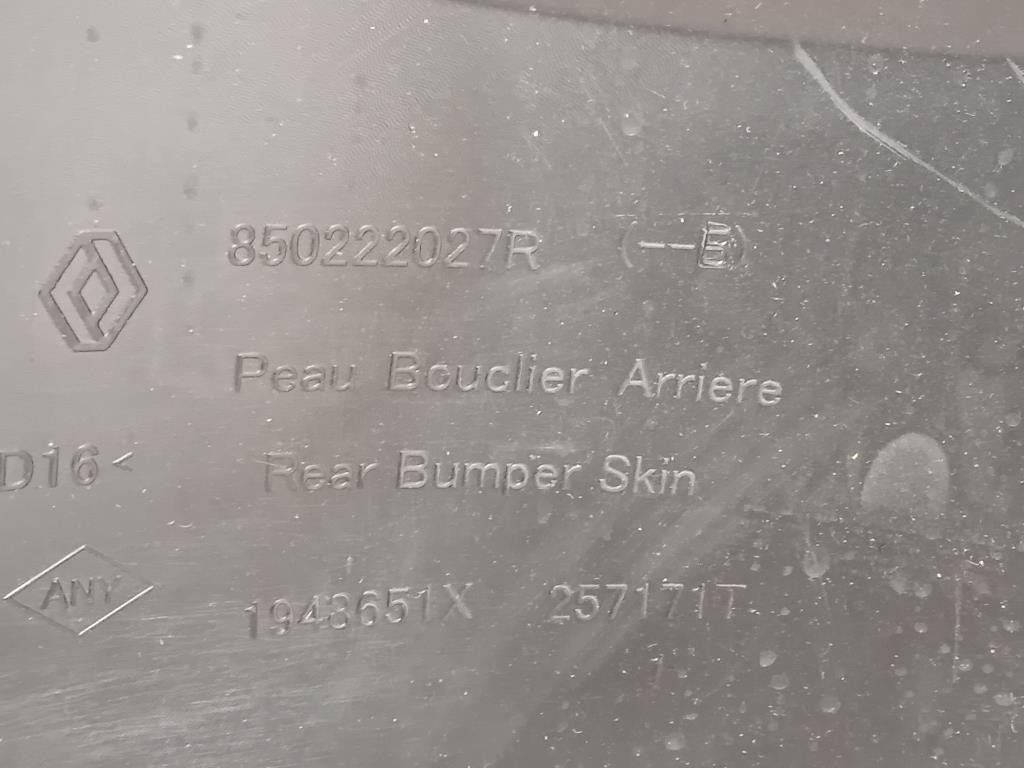 850222027R (--B)
Peau Bouclier Arriere
D16<
Rear Bumper Skin
ANY
1943651X 257171T